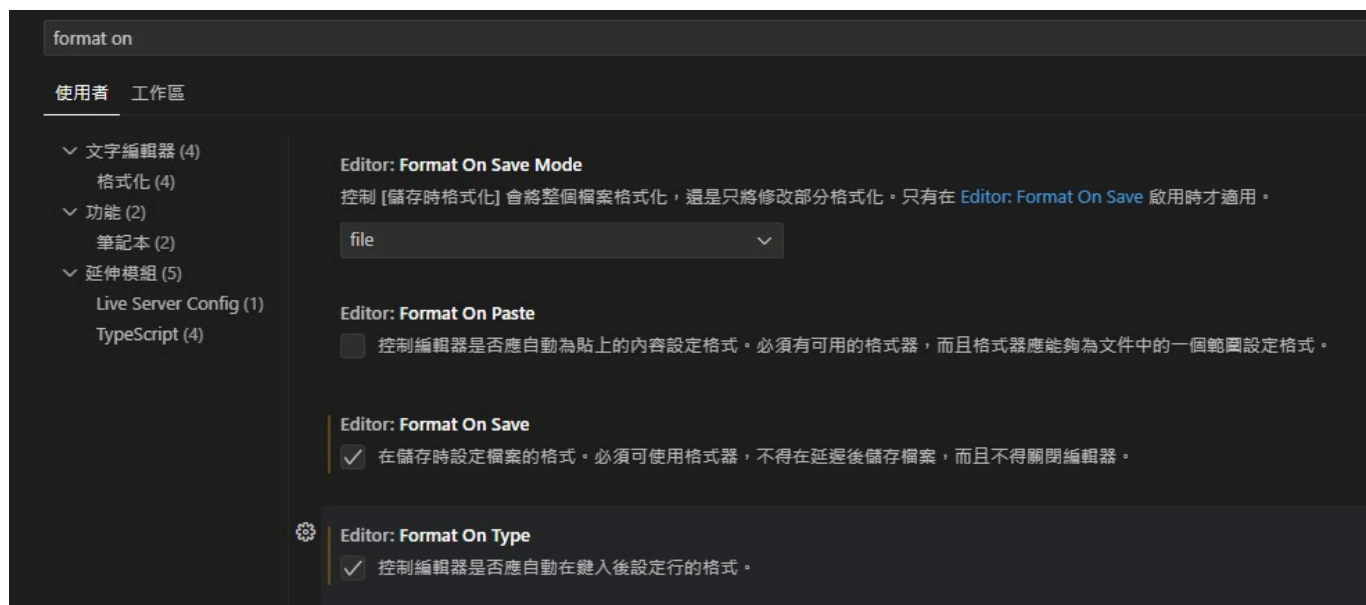 format on
使用者 工作區
文字編輯器 (4)
格式化 (4)
功能 (2)
筆記本 (2)
延伸模組 (5)
Live Server Config (1)
TypeScript (4)
Editor: Format On Save Mode
控制 [儲存時格式化] 會將整個檔案格式化，還是只將修改部分格式化。只有在 Editor: Format On Save 啟用時才適用。
file
Editor: Format On Paste
控制編輯器是否應自動為貼上的內容設定格式。必須有可用的格式器，而且格式器應能夠為文件中的一個範圍設定格式。
Editor: Format On Save
在儲存時設定檔案的格式。必須可使用格式器，不得在延遲後儲存檔案，而且不得關閉編輯器。
Editor: Format On Type
控制編輯器是否應自動在鍵入後設定行的格式。